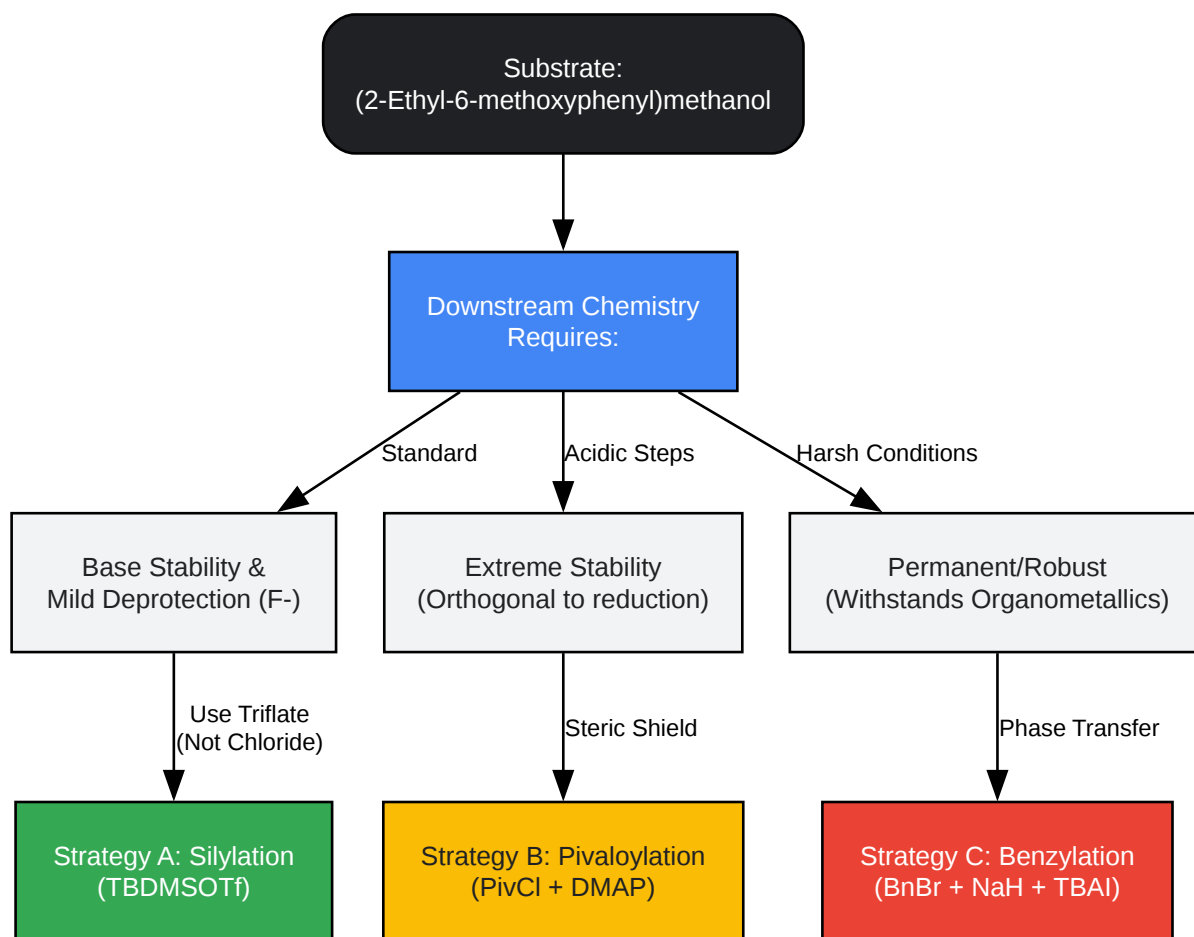 Substrate:
(2-Ethyl-6-methoxyphenyl)methanol
Downstream Chemistry
Requires:
Standard
Acidic Steps
Harsh Conditions
Base Stability &
Mild Deprotection (F-)
Extreme Stability
(Orthogonal to reduction)
Permanent/Robust
(Withstands Organometallics)
Use Triflate
(Not Chloride)
Steric Shield
Phase Transfer
Strategy A: Silylation
(TBDMSOTf)
Strategy B: Pivaloylation
(PivCl + DMAP)
Strategy C: Benzylation
(BnBr + NaH + TBAI)